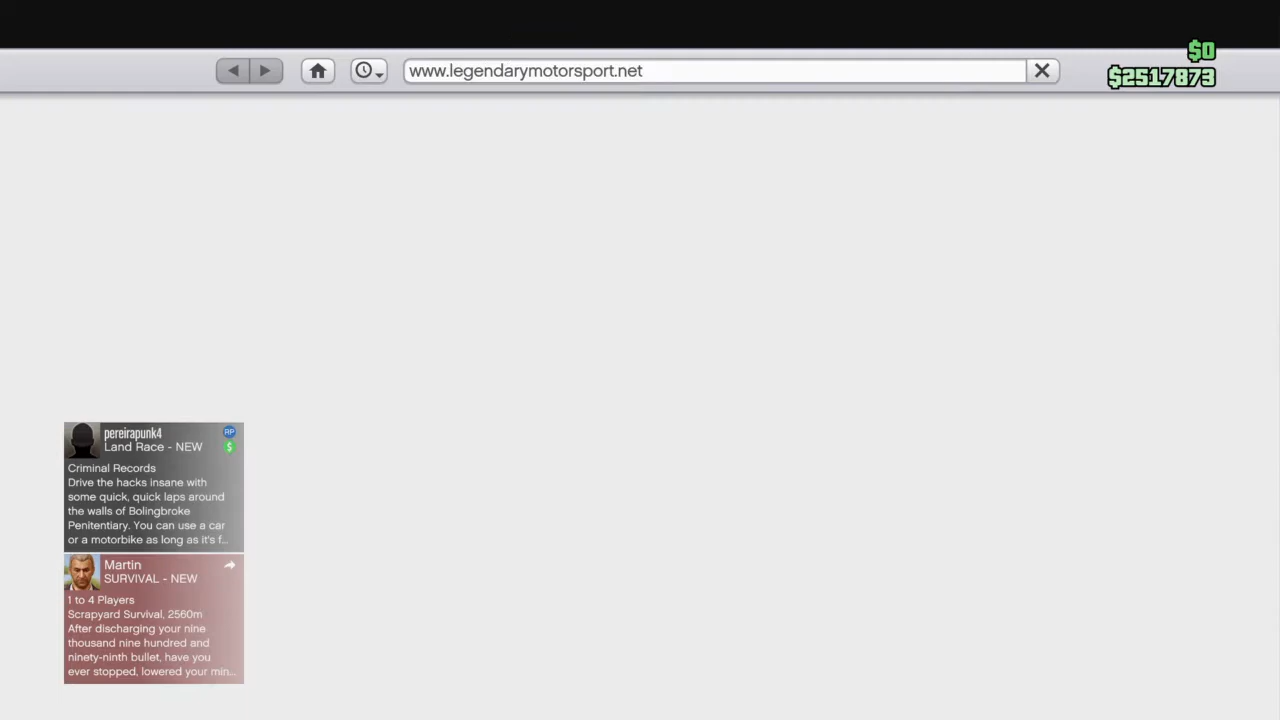 www.legendarymotorsport.net
$0
$2517873
pereirapunk4
RP
Land Race - NEW
$
Criminal Records
Drive the hacks insane with
some quick, quick laps around
the walls of Bolingbroke
Penitentiary. You can use a car
or a motorbike as long as it's f...
Martin
SURVIVAL - NEW
1 to 4 Players
Scrapyard Survival, 2560m
After discharging your nine
thousand nine hundred and
ninety-ninth bullet, have you
ever stopped, lowered your min...